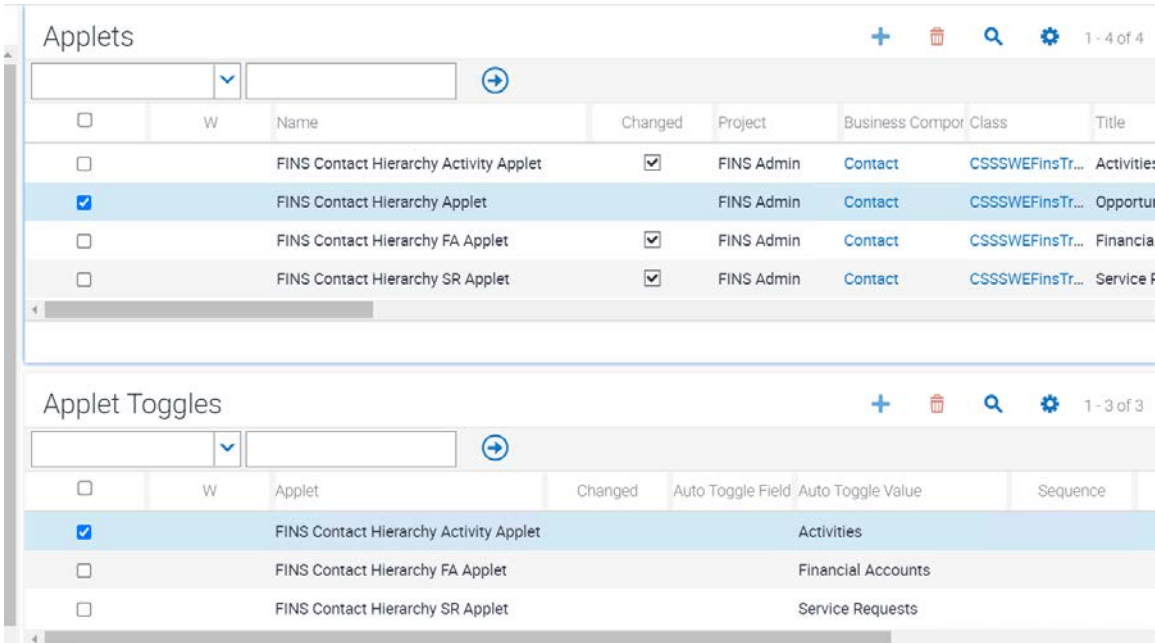 Applets
1 - 4 of 4
W Name Changed Project Business Compor Class Title
FINS Contact Hierarchy Activity Applet FINS Admin Contact CSSSWEFinsTr... Activities
FINS Contact Hierarchy Applet FINS Admin Contact CSSSWEFinsTr... Opportur
FINS Contact Hierarchy FA Applet FINS Admin Contact CSSSWEFinsTr... Financia
FINS Contact Hierarchy SR Applet FINS Admin Contact CSSSWEFinsTr... Service R
Applet Toggles
1 - 3 of 3
W Applet Changed Auto Toggle Field Auto Toggle Value Sequence
FINS Contact Hierarchy Activity Applet Activities
FINS Contact Hierarchy FA Applet Financial Accounts
FINS Contact Hierarchy SR Applet Service Requests